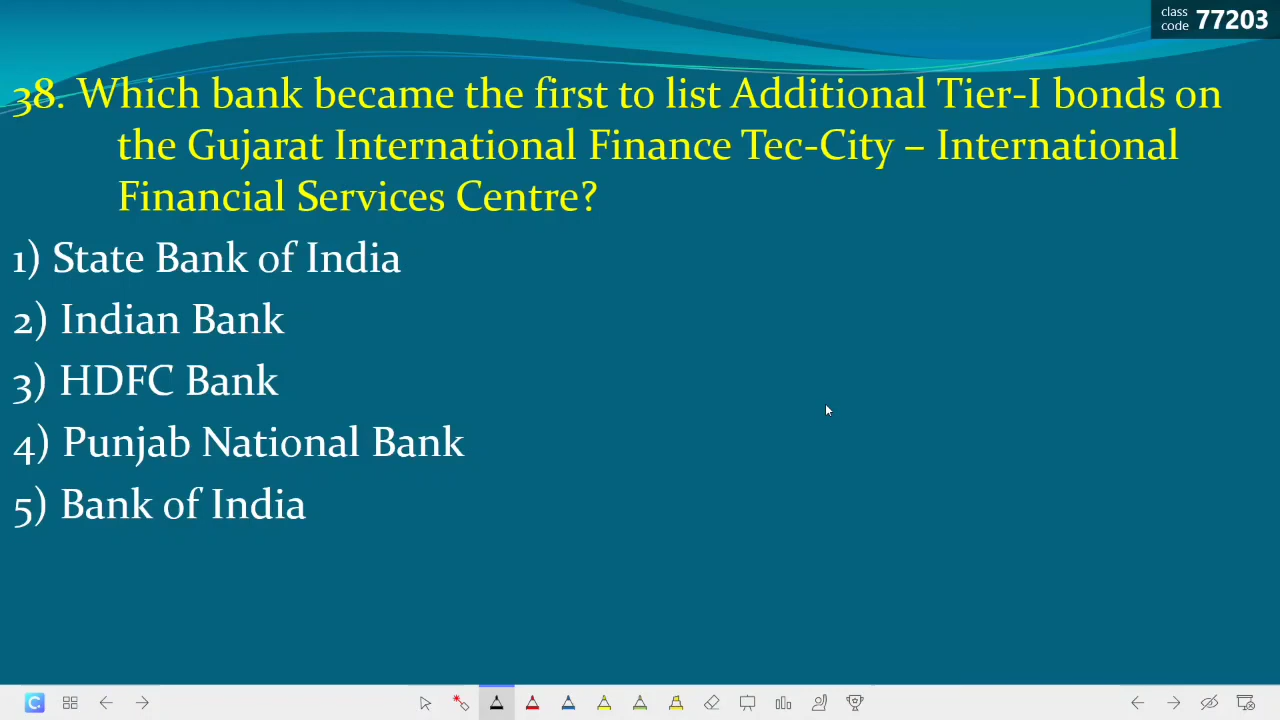 class
code 77203
38. Which bank became the first to list Additional Tier-I bonds on
the Gujarat International Finance Tec-City – International
Financial Services Centre?
1) State Bank of India
2) Indian Bank
3) HDFC Bank
4) Punjab National Bank
5) Bank of India